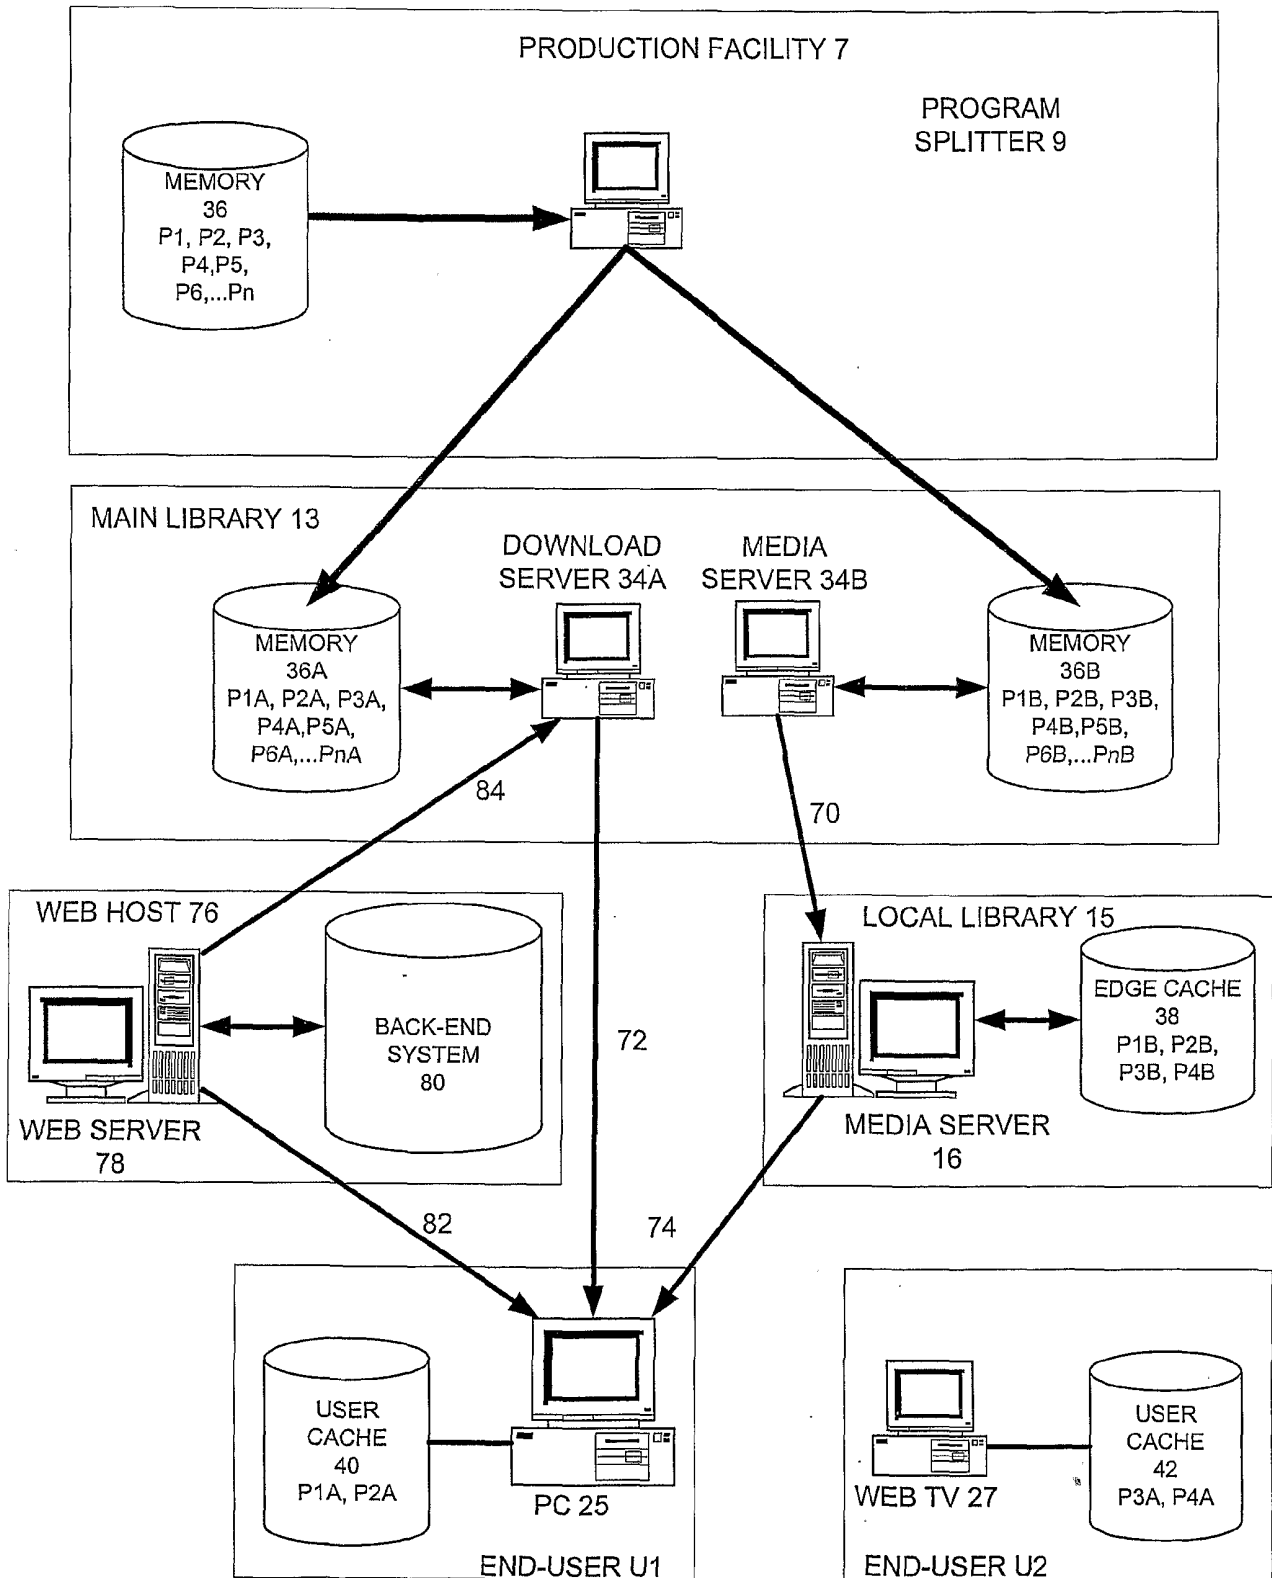 PRODUCTION FACILITY 7
PROGRAM
SPLITTER 9
MEMORY
36
P1, P2, P3,
P4,P5,
P6,...Pn
MAIN LIBRARY 13
DOWNLOAD
SERVER 34A
MEDIA
SERVER 34B
MEMORY
36A
P1A, P2A, P3A,
P4A,P5A,
P6A,...PnA
MEMORY
36B
P1B, P2B, P3B,
P4B,P5B,
P6B,...PnB
84
70
WEB HOST 76
BACK-END
SYSTEM
80
WEB SERVER
78
72
LOCAL LIBRARY 15
EDGE CACHE
38
P1B, P2B,
P3B, P4B
MEDIA SERVER
16
82
74
USER
CACHE
40
P1A, P2A
PC 25
END-USER U1
WEB TV 27
USER
CACHE
42
P3A, P4A
END-USER U2